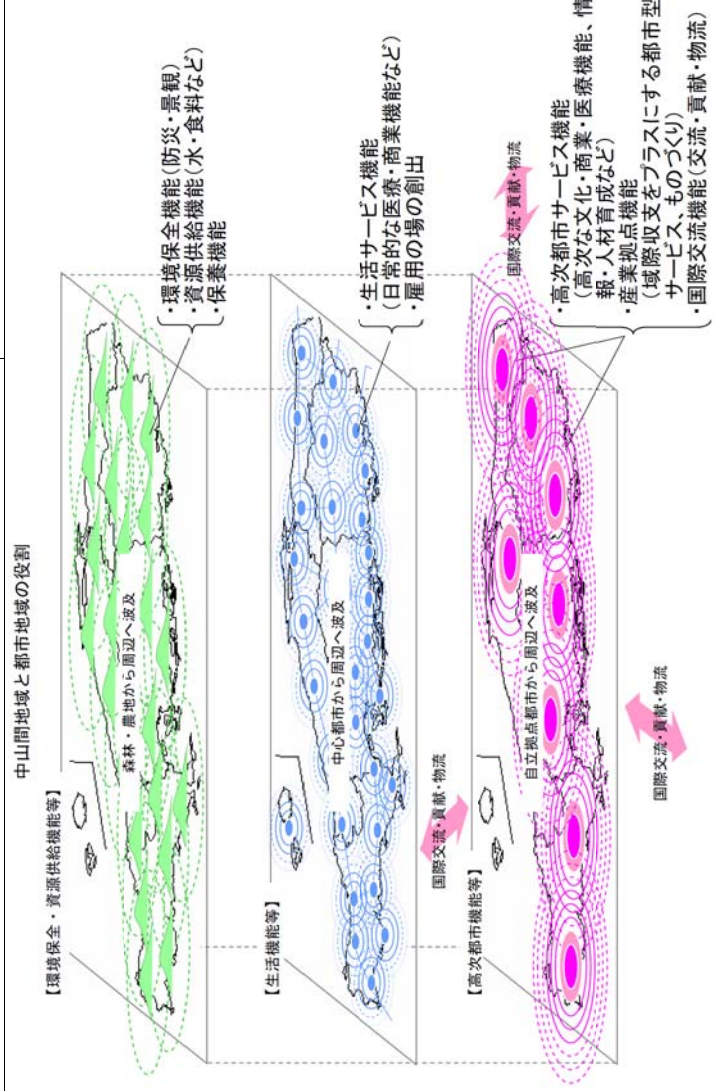 中山間地域と都市地域の役割
【環境保全・資源供給機能等】
森林・農地から周辺へ波及
・環境保全機能(防災・景観)
・資源供給機能(水・食料など)
・保養機能
【生活機能等】
中心都市から周辺へ波及
・生活サービス機能
(日常的な医療・商業機能など)
・雇用の場の創出
国際交流・貢献・物流
【高次都市機能等】
自立拠点都市から周辺へ波及
国際交流・貢献・物流
・高次都市サービス機能
(高次な文化・商業・医療機能、情
報・人材育成など)
・産業拠点機能
(域際収支をプラスにする都市型
サービス、ものづくり)
・国際交流機能(交流・貢献・物流)
国際交流・貢献・物流